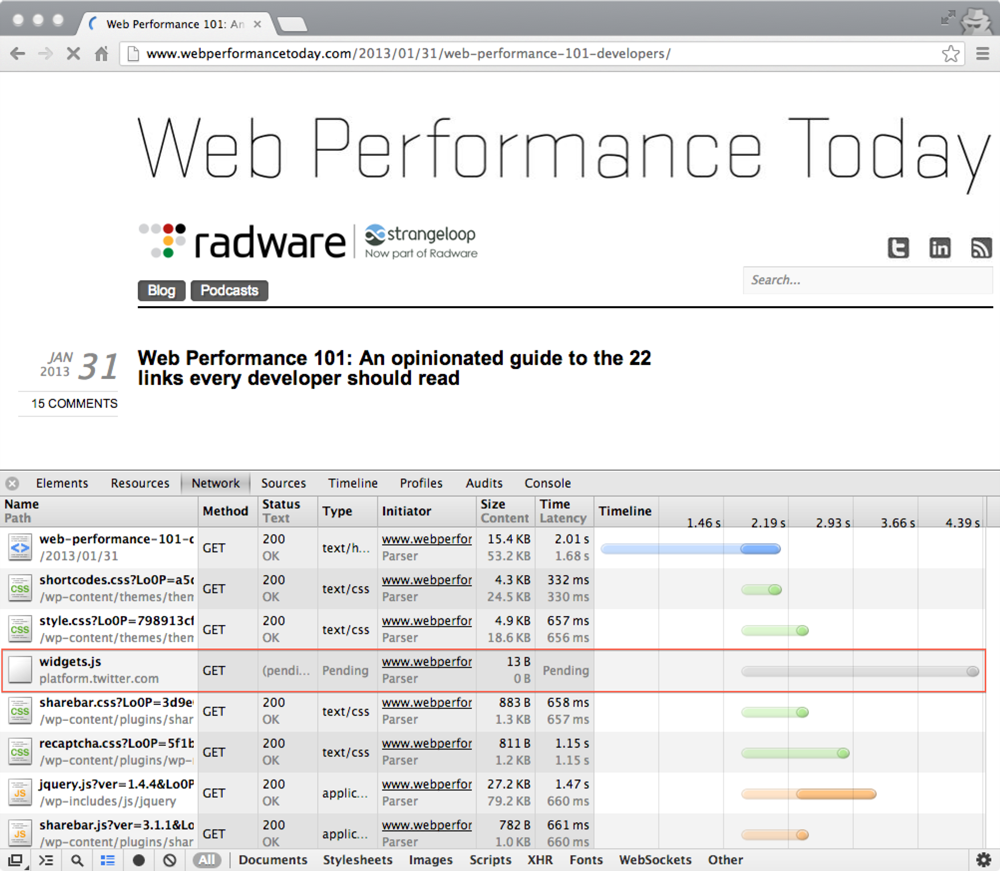 Web Performance 101: An
www.webperformancetoday.com/2013/01/31/web-performance-101-developers/
Web Performance Today
radware
strangeloop
Now part of Radware
Search...
Blog Podcasts
JAN
2013
31
15 COMMENTS
Web Performance 101: An opinionated guide to the 22
links every developer should read
Elements Resources Network Sources Timeline Profiles Audits Console
Name Method Status Type Initiator Size Time Timeline
Path Text Content Latency
1.46 s 2.19 s 2.93 s 3.66 s 4.39 s
web-performance-101-d GET 200 text/h... www.webperfor 15.4 KB 2.01 s
/2013/01/31 OK Parser 53.2 KB 1.68 s
shortcodes.css?Lo0P=a5d GET 200 text/css www.webperfor 4.3 KB 332 ms
/wp-content/themes/them OK Parser 24.5 KB 330 ms
style.css?Lo0P=798913cf GET 200 text/css www.webperfor 4.9 KB 657 ms
/wp-content/themes/them OK Parser 18.6 KB 656 ms
widgets.js GET (pendi... Pending www.webperfor 13 B Pending
platform.twitter.com Parser 0 B
sharebar.css?Lo0P=3d9e GET 200 text/css www.webperfor 883 B 658 ms
/wp-content/plugins/shar OK Parser 1.3 KB 657 ms
recaptcha.css?Lo0P=5f1b GET 200 text/css www.webperfor 811 B 1.15 s
/wp-content/plugins/wp- OK Parser 1.2 KB 1.15 s
jquery.js?ver=1.4.4&Lo0P GET 200 applic... www.webperfor 27.2 KB 1.47 s
/wp-includes/js/jquery OK Parser 79.2 KB 660 ms
sharebar.js?ver=3.1.1&Lo GET 200 applic... www.webperfor 782 B 661 ms
/wp-content/plugins/shar OK Parser 1.0 KB 660 ms
All Documents Stylesheets Images Scripts XHR Fonts WebSockets Other